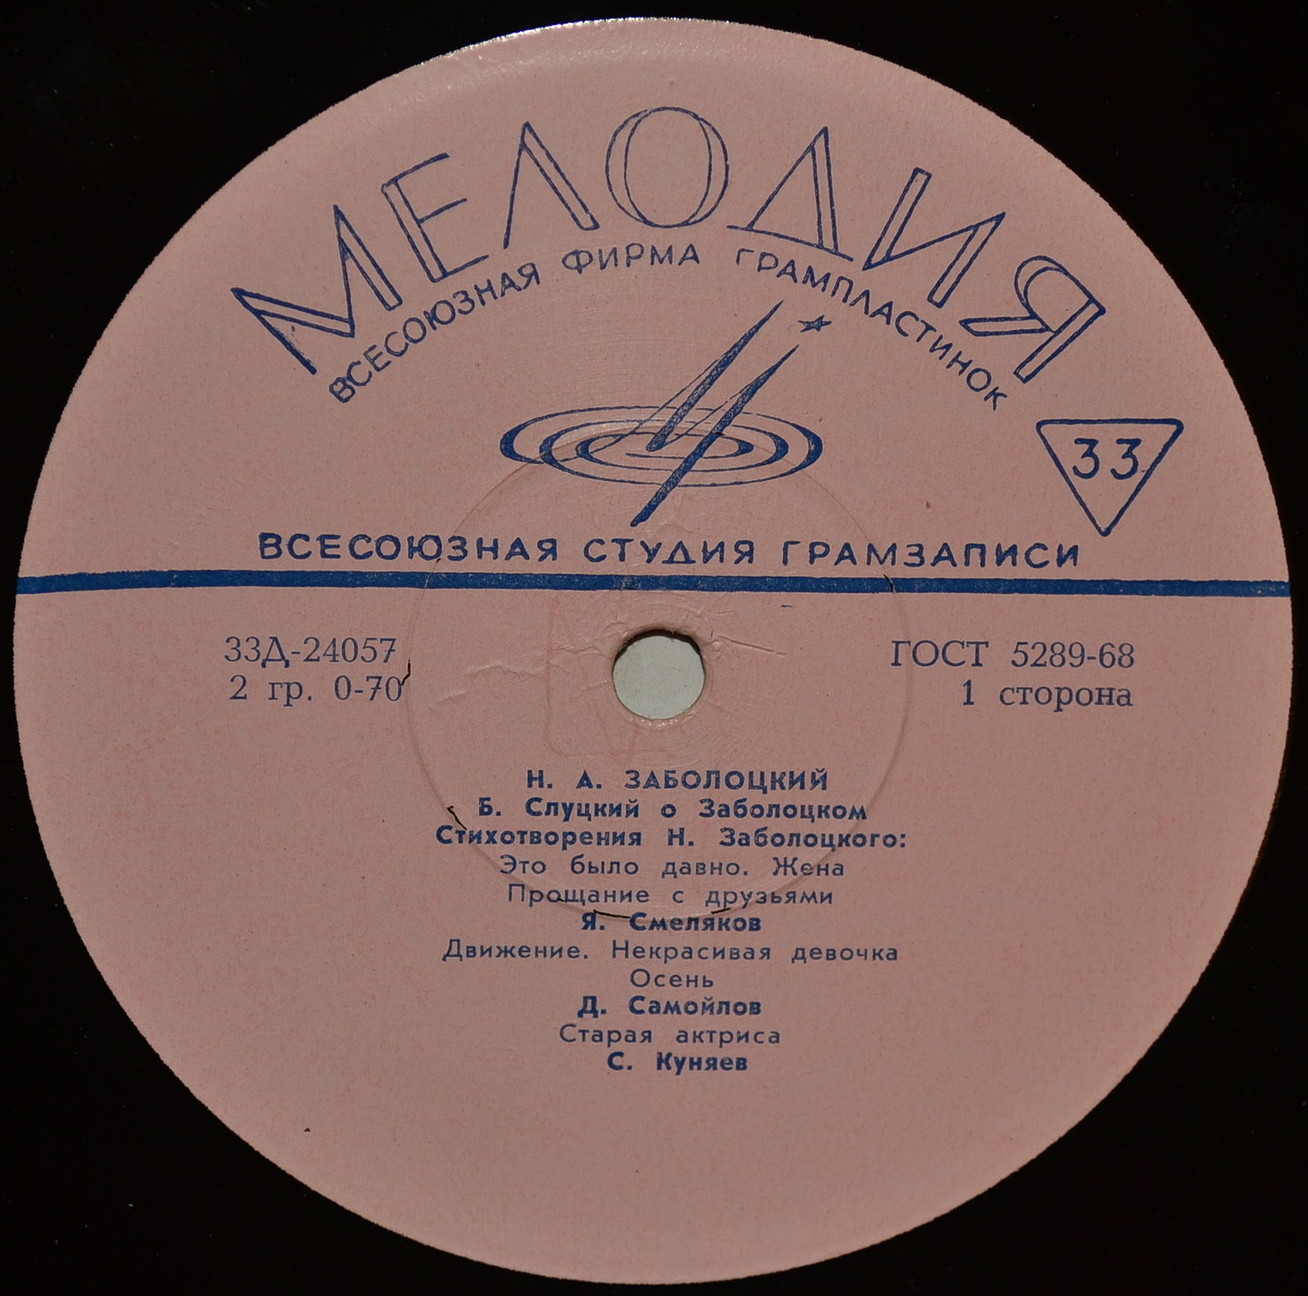 МЕЛОДИЯ
ВСЕСОЮЗНАЯ ФИРМА ГРАМПЛАСТИНОК
33
ВСЕСОЮЗНАЯ СТУДИЯ ГРАМЗАПИСИ
33Д-24057
2 гр. 0-70
ГОСТ 5289-68
1 сторона
Н. А. ЗАБОЛОЦКИЙ
Б. Слуцкий о Заболоцком
Стихотворения Н. Заболоцкого:
Это было давно. Жена
Прощание с друзьями
Я. Смеляков
Движение. Некрасивая девочка
Осень
Д. Самойлов
Старая актриса
С. Куняев